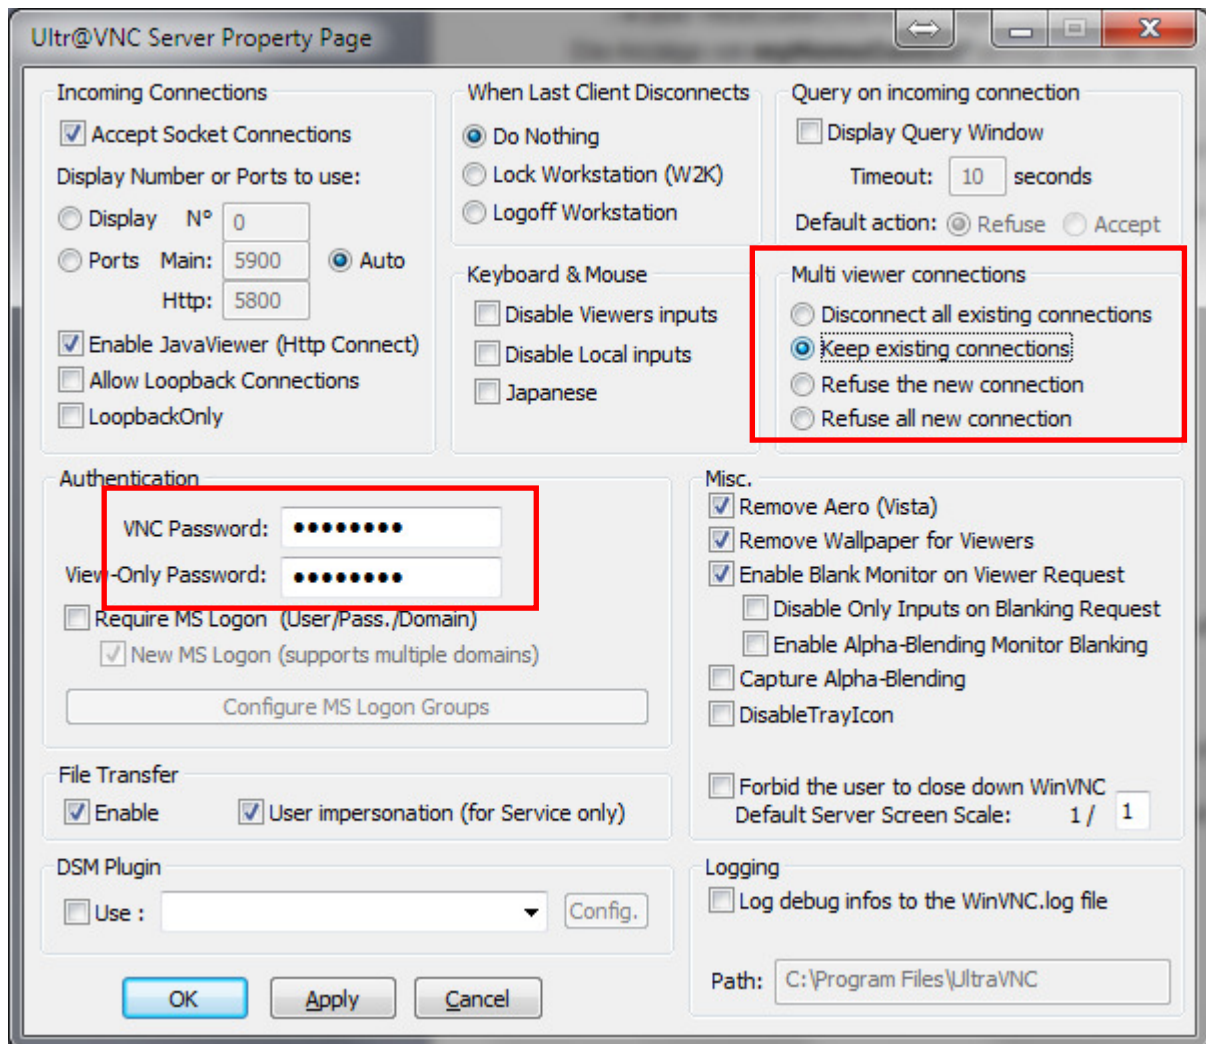 Ultr@VNC Server Property Page
Incoming Connections
Accept Socket Connections
Display Number or Ports to use:
Display N° 0
Ports Main: 5900 Auto
Http: 5800
Enable JavaViewer (Http Connect)
Allow Loopback Connections
LoopbackOnly
When Last Client Disconnects
Do Nothing
Lock Workstation (W2K)
Logoff Workstation
Query on incoming connection
Display Query Window
Timeout: 10 seconds
Default action: Refuse Accept
Keyboard & Mouse
Disable Viewers inputs
Disable Local inputs
Japanese
Multi viewer connections
Disconnect all existing connections
Keep existing connections
Refuse the new connection
Refuse all new connection
Authentication
VNC Password: ••••••••
View-Only Password: ••••••••
Require MS Logon (User/Pass./Domain)
New MS Logon (supports multiple domains)
Configure MS Logon Groups
Misc.
Remove Aero (Vista)
Remove Wallpaper for Viewers
Enable Blank Monitor on Viewer Request
Disable Only Inputs on Blanking Request
Enable Alpha-Blending Monitor Blanking
Capture Alpha-Blending
DisableTrayIcon
Forbid the user to close down WinVNC
Default Server Screen Scale: 1 / 1
File Transfer
Enable User impersonation (for Service only)
DSM Plugin
Use : Config.
Logging
Log debug infos to the WinVNC.log file
Path: C:\Program Files\UltraVNC
OK Apply Cancel